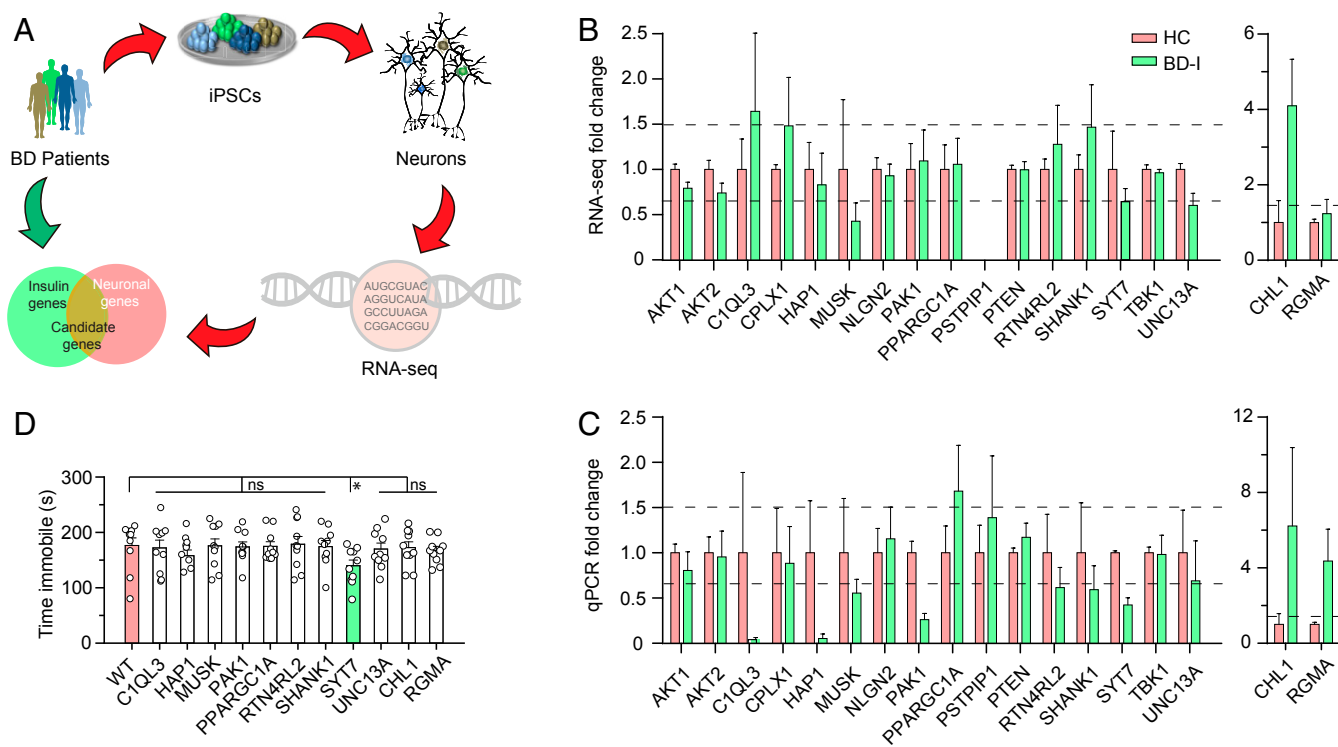 A
iPSCs
BD Patients
Neurons
Insulin
genes
Neuronal
genes
Candidate
genes
AUGCGUAC
AGGUCAUA
GCCUUAGA
CGGACGGU
RNA-seq
B
RNA-seq fold change
2.5
2.0
1.5
1.0
0.5
0
HC
BD-I
AKT1
AKT2
C1QL3
CPLX1
HAP1
MUSK
NLGN2
PAK1
PPARGC1A
PSTPIP1
PTEN
RTN4RL2
SHANK1
SYT7
TBK1
UNC13A
6
4
2
0
CHL1
RGMA
D
Time immobile (s)
300
200
100
0
ns
*
ns
WT
C1QL3
HAP1
MUSK
PAK1
PPARGC1A
RTN4RL2
SHANK1
SYT7
UNC13A
CHL1
RGMA
C
qPCR fold change
2.5
2.0
1.5
1.0
0.5
0
AKT1
AKT2
C1QL3
CPLX1
HAP1
MUSK
NLGN2
PAK1
PPARGC1A
PSTPIP1
PTEN
RTN4RL2
SHANK1
SYT7
TBK1
UNC13A
12
8
4
0
CHL1
RGMA